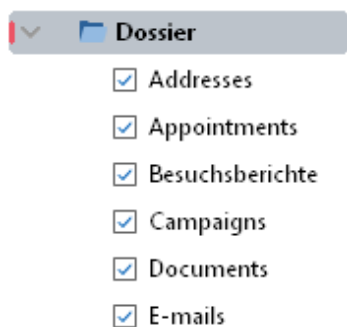 Dossier
Addresses
Appointments
Besuchsberichte
Campaigns
Documents
E-mails